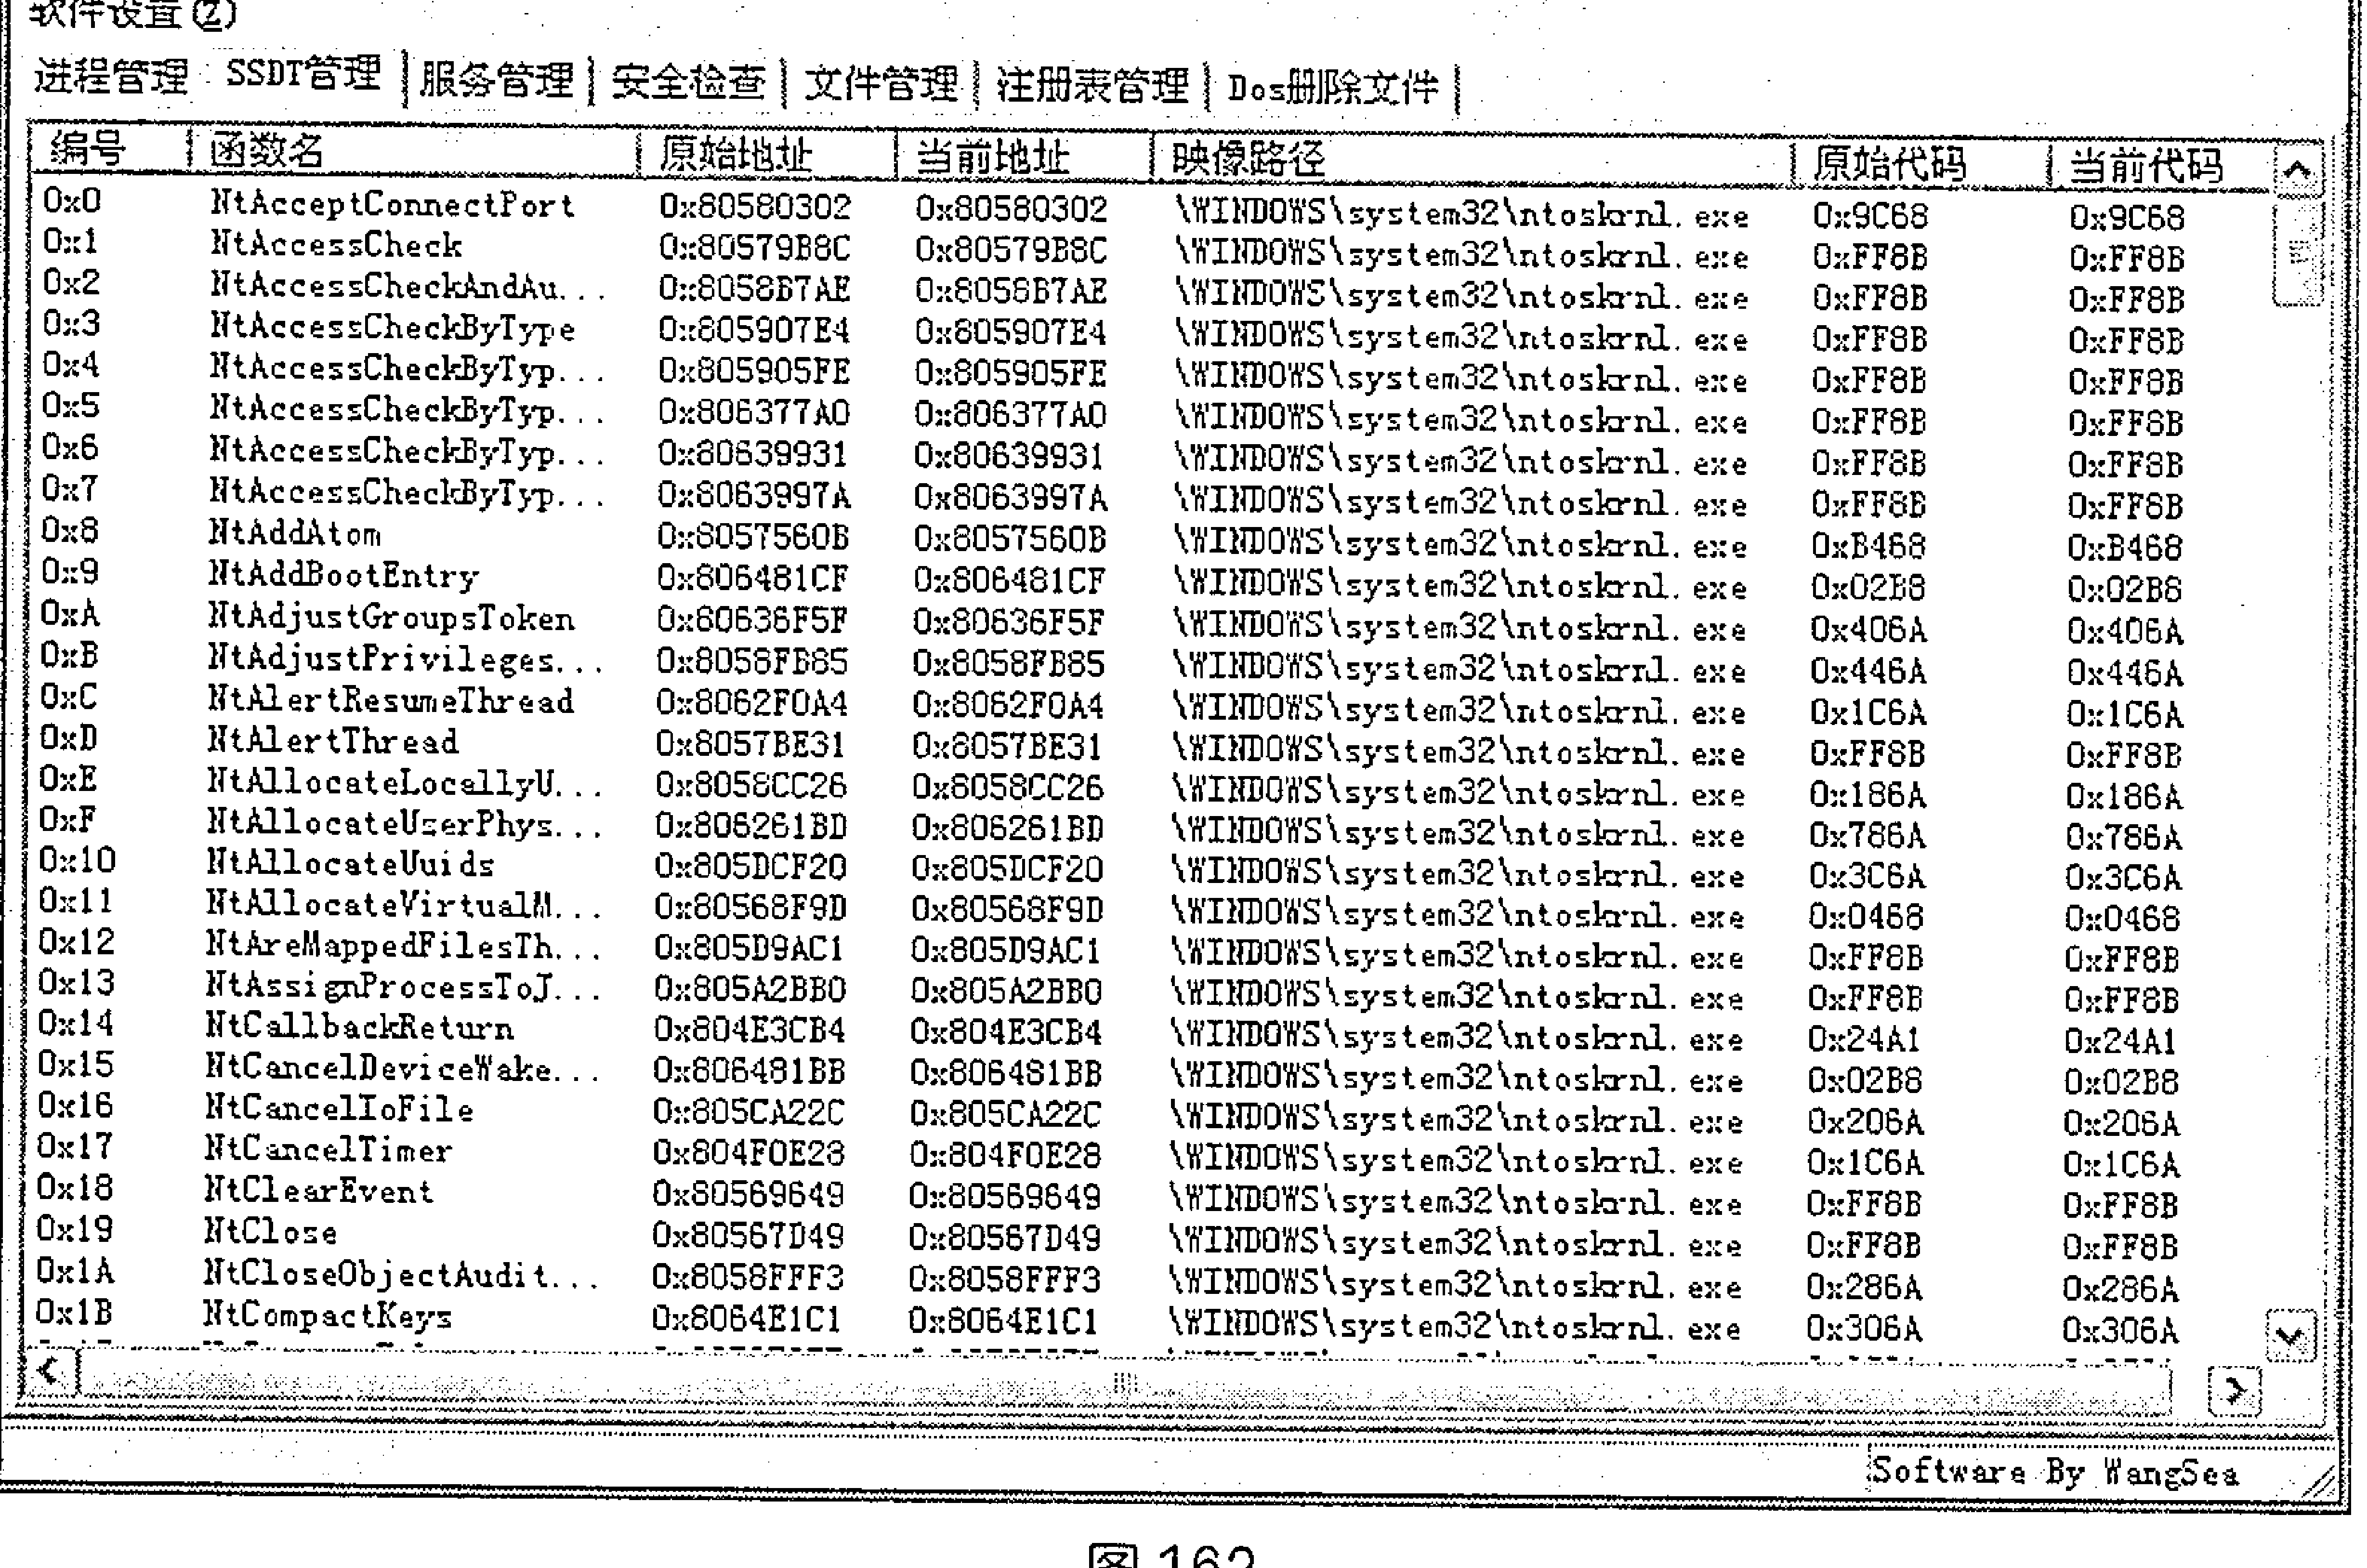 软件设置(Z)
进程管理 SSDT管理 服务管理 安全检查 文件管理 注册表管理 Dos删除文件
编号 函数名 原始地址 当前地址 映像路径 原始代码 当前代码
0x0 NtAcceptConnectPort 0x80580302 0x80580302 \WINDOWS\system32\ntoskrnl.exe 0x9C68 0x9C68
0x1 NtAccessCheck 0x80579B8C 0x80579B8C \WINDOWS\system32\ntoskrnl.exe 0xFF8B 0xFF8B
0x2 NtAccessCheckAndAu... 0x8058B7AE 0x8058B7AE \WINDOWS\system32\ntoskrnl.exe 0xFF8B 0xFF8B
0x3 NtAccessCheckByType 0x805907E4 0x805907E4 \WINDOWS\system32\ntoskrnl.exe 0xFF8B 0xFF8B
0x4 NtAccessCheckByTyp... 0x805905FE 0x805905FE \WINDOWS\system32\ntoskrnl.exe 0xFF8B 0xFF8B
0x5 NtAccessCheckByTyp... 0x806377A0 0x806377A0 \WINDOWS\system32\ntoskrnl.exe 0xFF8B 0xFF8B
0x6 NtAccessCheckByTyp... 0x80639931 0x80639931 \WINDOWS\system32\ntoskrnl.exe 0xFF8B 0xFF8B
0x7 NtAccessCheckByTyp... 0x8063997A 0x8063997A \WINDOWS\system32\ntoskrnl.exe 0xFF8B 0xFF8B
0x8 NtAddAtom 0x8057560B 0x8057560B \WINDOWS\system32\ntoskrnl.exe 0xB468 0xB468
0x9 NtAddBootEntry 0x806481CF 0x806481CF \WINDOWS\system32\ntoskrnl.exe 0x02B8 0x02B8
0xA NtAdjustGroupsToken 0x80636F5F 0x80636F5F \WINDOWS\system32\ntoskrnl.exe 0x406A 0x406A
0xB NtAdjustPrivileges... 0x8058FB85 0x8058FB85 \WINDOWS\system32\ntoskrnl.exe 0x446A 0x446A
0xC NtAlertResumeThread 0x8062F0A4 0x8062F0A4 \WINDOWS\system32\ntoskrnl.exe 0x1C6A 0x1C6A
0xD NtAlertThread 0x8057BE31 0x8057BE31 \WINDOWS\system32\ntoskrnl.exe 0xFF8B 0xFF8B
0xE NtAllocateLocallyU... 0x8058CC26 0x8058CC26 \WINDOWS\system32\ntoskrnl.exe 0x186A 0x186A
0xF NtAllocateUserPhys... 0x806261BD 0x806261BD \WINDOWS\system32\ntoskrnl.exe 0x786A 0x786A
0x10 NtAllocateUuids 0x805DCF20 0x805DCF20 \WINDOWS\system32\ntoskrnl.exe 0x3C6A 0x3C6A
0x11 NtAllocateVirtualM... 0x80568F9D 0x80568F9D \WINDOWS\system32\ntoskrnl.exe 0x0468 0x0468
0x12 NtAreMappedFilesTh... 0x805D9AC1 0x805D9AC1 \WINDOWS\system32\ntoskrnl.exe 0xFF8B 0xFF8B
0x13 NtAssignProcessToJ... 0x805A2BB0 0x805A2BB0 \WINDOWS\system32\ntoskrnl.exe 0xFF8B 0xFF8B
0x14 NtCallbackReturn 0x804E3CB4 0x804E3CB4 \WINDOWS\system32\ntoskrnl.exe 0x24A1 0x24A1
0x15 NtCancelDeviceWake... 0x806481BB 0x806481BB \WINDOWS\system32\ntoskrnl.exe 0x02B8 0x02B8
0x16 NtCancelIoFile 0x805CA22C 0x805CA22C \WINDOWS\system32\ntoskrnl.exe 0x206A 0x206A
0x17 NtCancelTimer 0x804F0E28 0x804F0E28 \WINDOWS\system32\ntoskrnl.exe 0x1C6A 0x1C6A
0x18 NtClearEvent 0x80569649 0x80569649 \WINDOWS\system32\ntoskrnl.exe 0xFF8B 0xFF8B
0x19 NtClose 0x80567D49 0x80567D49 \WINDOWS\system32\ntoskrnl.exe 0xFF8B 0xFF8B
0x1A NtCloseObjectAudit... 0x8058FFF3 0x8058FFF3 \WINDOWS\system32\ntoskrnl.exe 0x286A 0x286A
0x1B NtCompactKeys 0x8064E1C1 0x8064E1C1 \WINDOWS\system32\ntoskrnl.exe 0x306A 0x306A
Software By WangSea
图 162